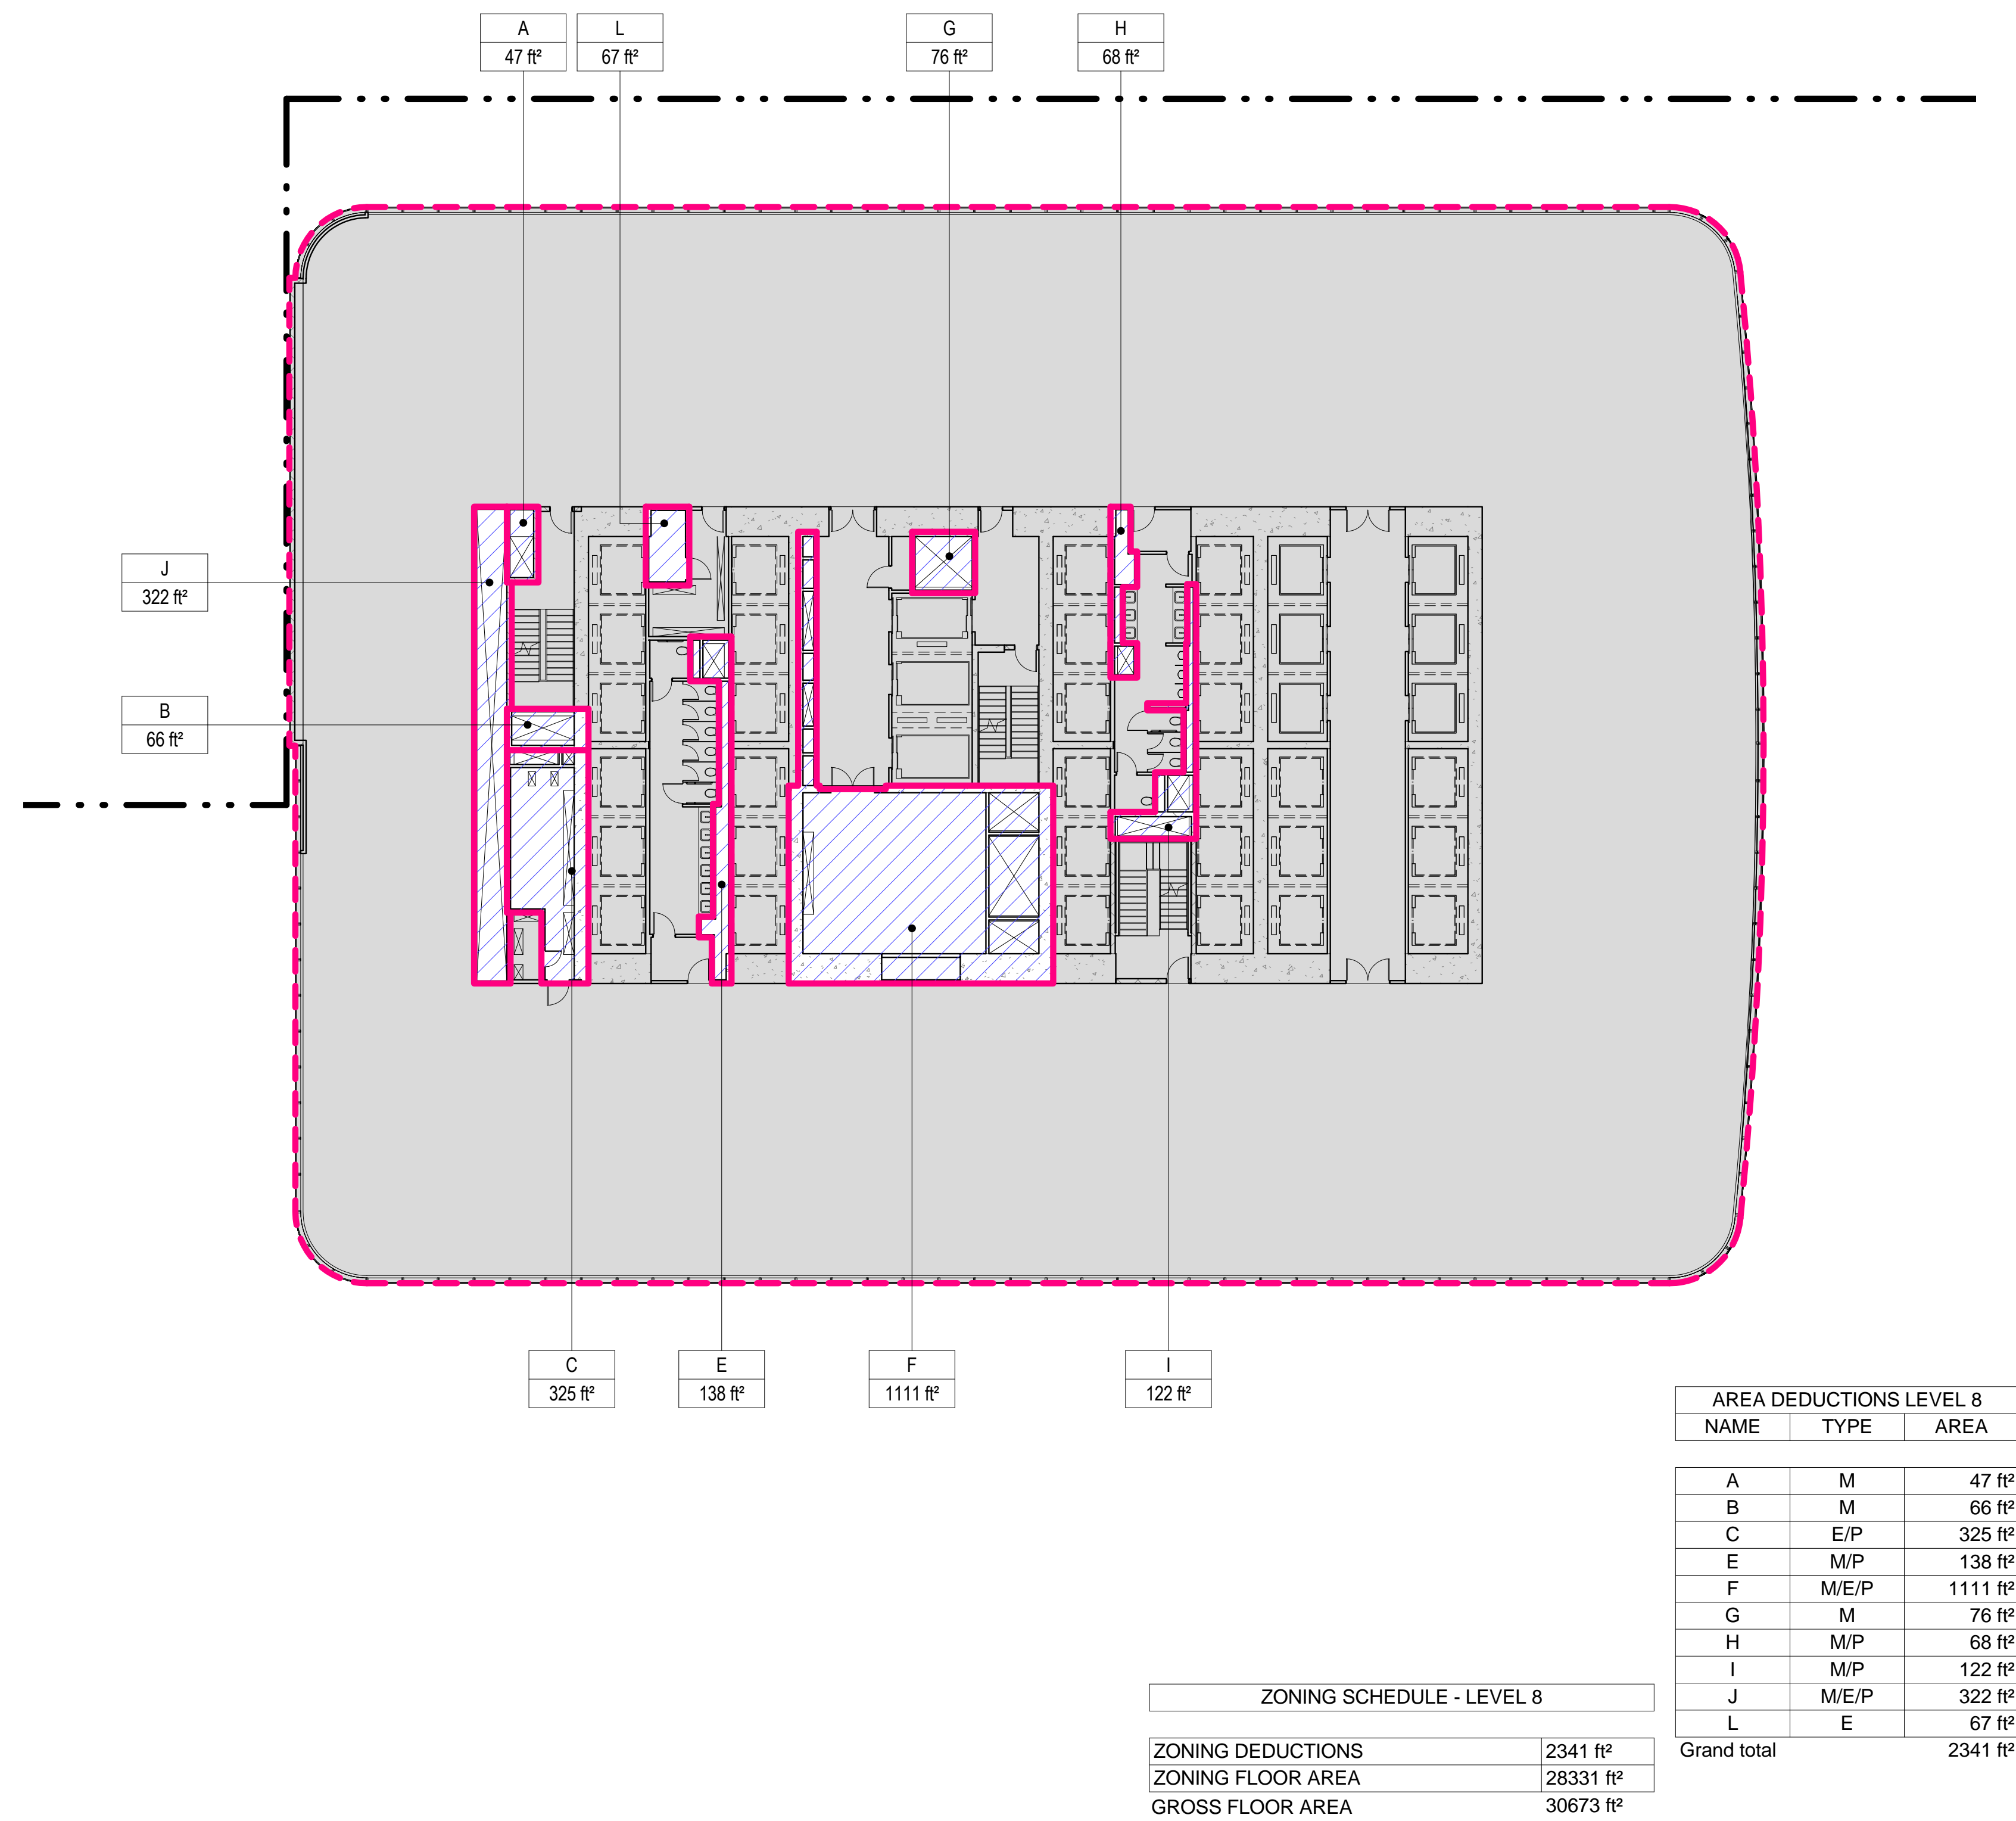 A
47 ft²
L
67 ft²
G
76 ft²
H
68 ft²
J
322 ft²
B
66 ft²
C
325 ft²
E
138 ft²
F
1111 ft²
I
122 ft²
AREA DEDUCTIONS LEVEL 8
NAME TYPE AREA
A M 47 ft²
B M 66 ft²
C E/P 325 ft²
E M/P 138 ft²
F M/E/P 1111 ft²
G M 76 ft²
H M/P 68 ft²
I M/P 122 ft²
J M/E/P 322 ft²
L E 67 ft²
Grand total 2341 ft²
ZONING SCHEDULE - LEVEL 8
ZONING DEDUCTIONS 2341 ft²
ZONING FLOOR AREA 28331 ft²
GROSS FLOOR AREA 30673 ft²